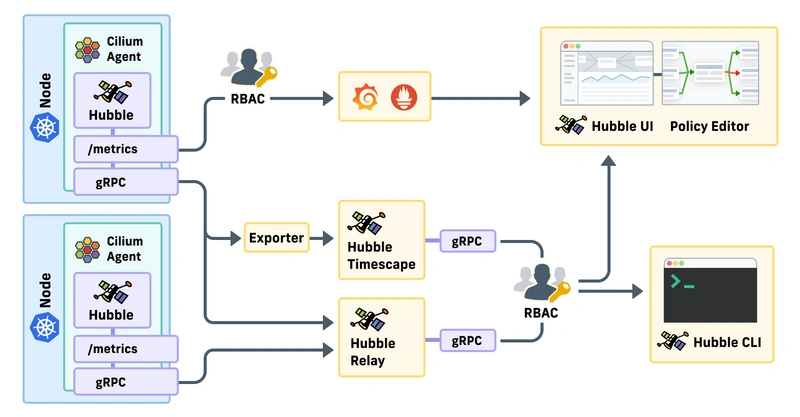 Node
Cilium
Agent
Hubble
/metrics
gRPC
RBAC
Hubble UI
Policy Editor
Exporter
Hubble
Timescape
gRPC
Node
Cilium
Agent
Hubble
/metrics
gRPC
Hubble
Relay
gRPC
RBAC
Hubble CLI